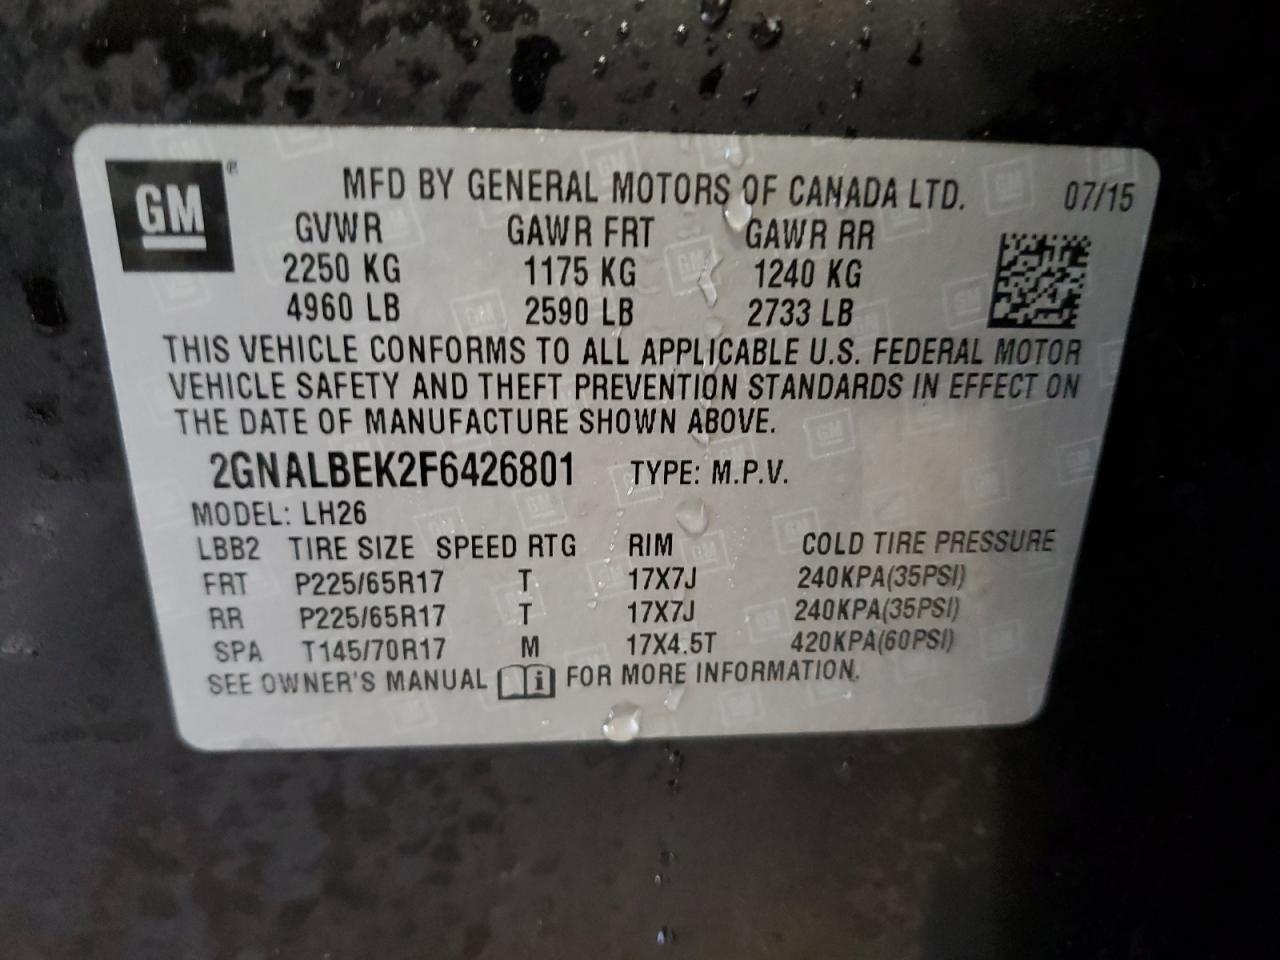 GM®
MFD BY GENERAL MOTORS OF CANADA LTD. 07/15
GVWR GAWR FRT GAWR RR
2250 KG 1175 KG 1240 KG
4960 LB 2590 LB 2733 LB
THIS VEHICLE CONFORMS TO ALL APPLICABLE U.S. FEDERAL MOTOR
VEHICLE SAFETY AND THEFT PREVENTION STANDARDS IN EFFECT ON
THE DATE OF MANUFACTURE SHOWN ABOVE.
2GNALBEK2F6426801 TYPE: M.P.V.
MODEL: LH26
LBB2 TIRE SIZE SPEED RTG RIM COLD TIRE PRESSURE
FRT P225/65R17 T 17X7J 240KPA(35PSI)
RR P225/65R17 T 17X7J 240KPA(35PSI)
SPA T145/70R17 M 17X4.5T 420KPA(60PSI)
SEE OWNER'S MANUAL i FOR MORE INFORMATION.